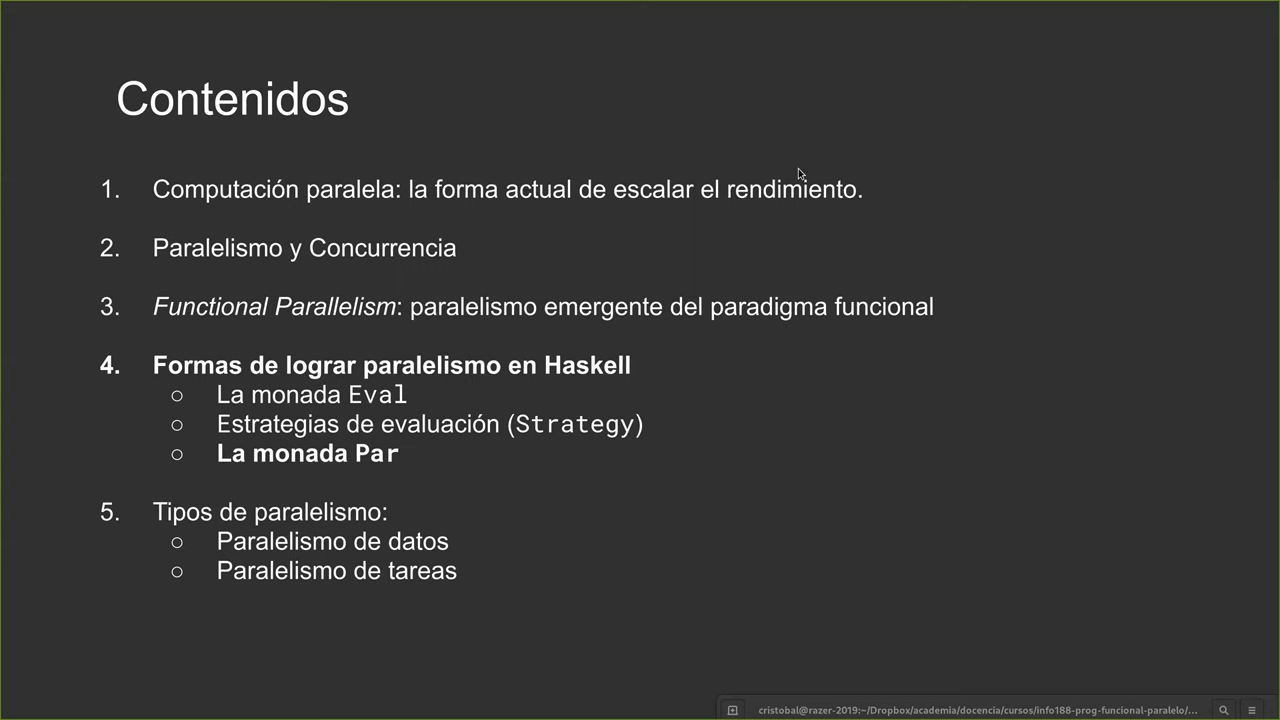 Contenidos
1. Computación paralela: la forma actual de escalar el rendimiento.
2. Paralelismo y Concurrencia
3. Functional Parallelism: paralelismo emergente del paradigma funcional
4. Formas de lograr paralelismo en Haskell
○ La monada Eval
○ Estrategias de evaluación (Strategy)
○ La monada Par
5. Tipos de paralelismo:
○ Paralelismo de datos
○ Paralelismo de tareas
cristobal@razer-2019:~/Dropbox/academia/docencia/cursos/info188-prog-funcional-paralelo/...